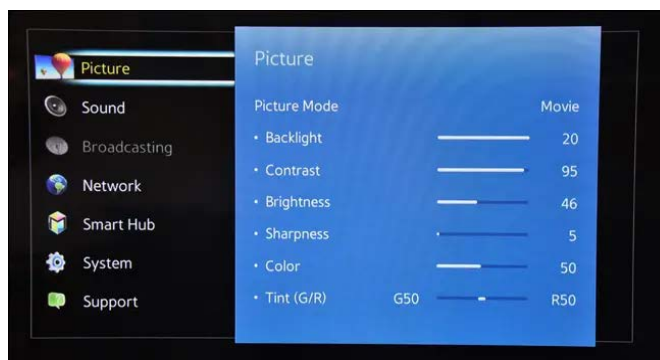 Picture
Sound
Broadcasting
Network
Smart Hub
System
Support
Picture
Picture Mode Movie
• Backlight 20
• Contrast 95
• Brightness 46
• Sharpness 5
• Color 50
• Tint (G/R) G50 R50